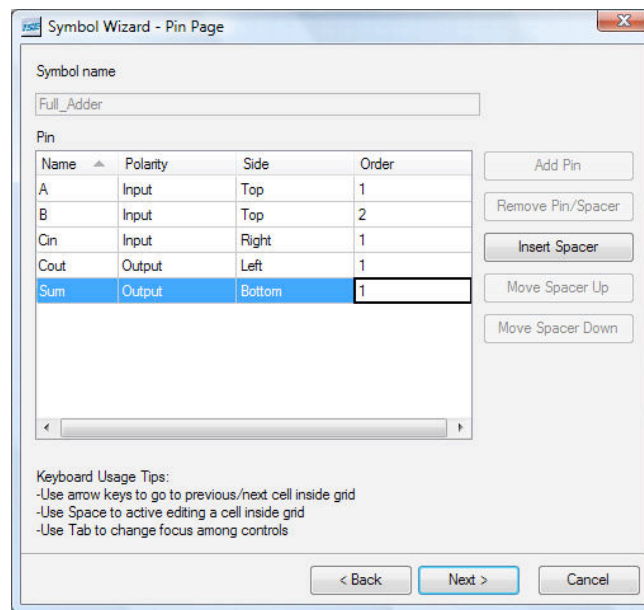 ISE Symbol Wizard - Pin Page
Symbol name
Full_Adder
Pin
Name Polarity Side Order
A Input Top 1
B Input Top 2
Cin Input Right 1
Cout Output Left 1
Sum Output Bottom 1
Add Pin
Remove Pin/Spacer
Insert Spacer
Move Spacer Up
Move Spacer Down
Keyboard Usage Tips:
-Use arrow keys to go to previous/next cell inside grid
-Use Space to active editing a cell inside grid
-Use Tab to change focus among controls
< Back Next > Cancel